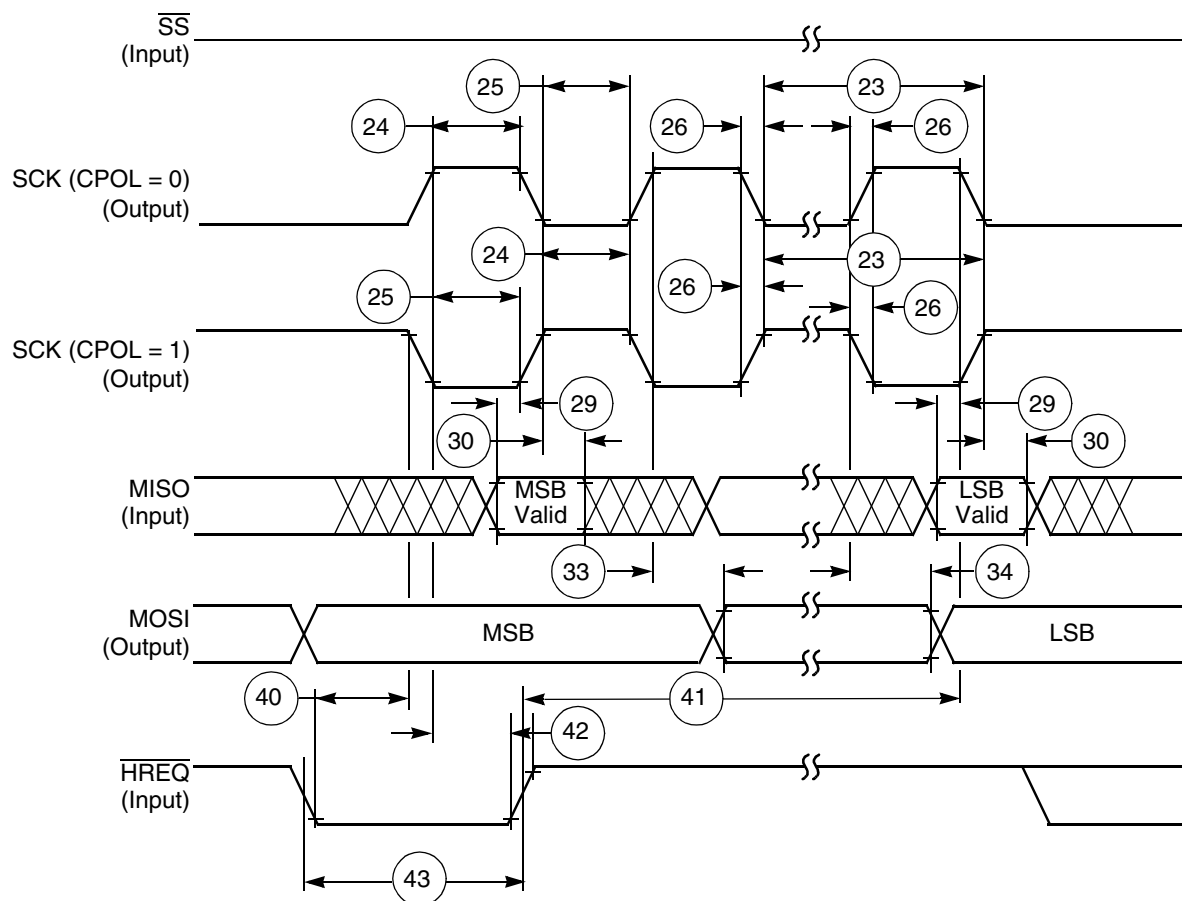 SS
(Input)
25
23
24
26
26
SCK (CPOL = 0)
(Output)
24
23
25
26
26
SCK (CPOL = 1)
(Output)
29
29
30
30
MISO
(Input)
MSB
Valid
LSB
Valid
33
34
MOSI
(Output)
MSB
LSB
40
41
42
HREQ
(Input)
43